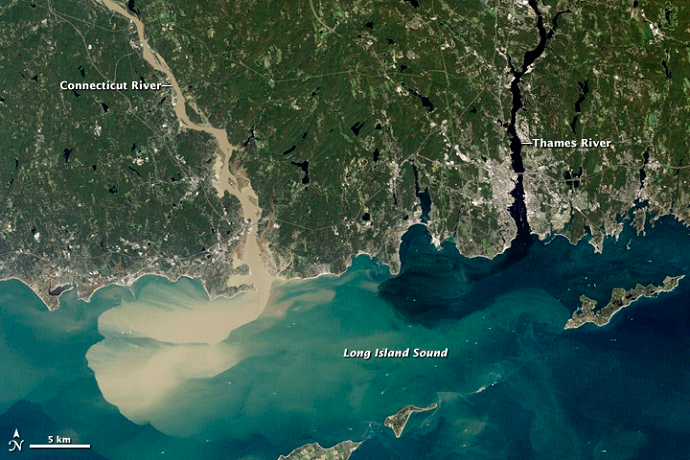 Connecticut River
Thames River
Long Island Sound
N
5 km